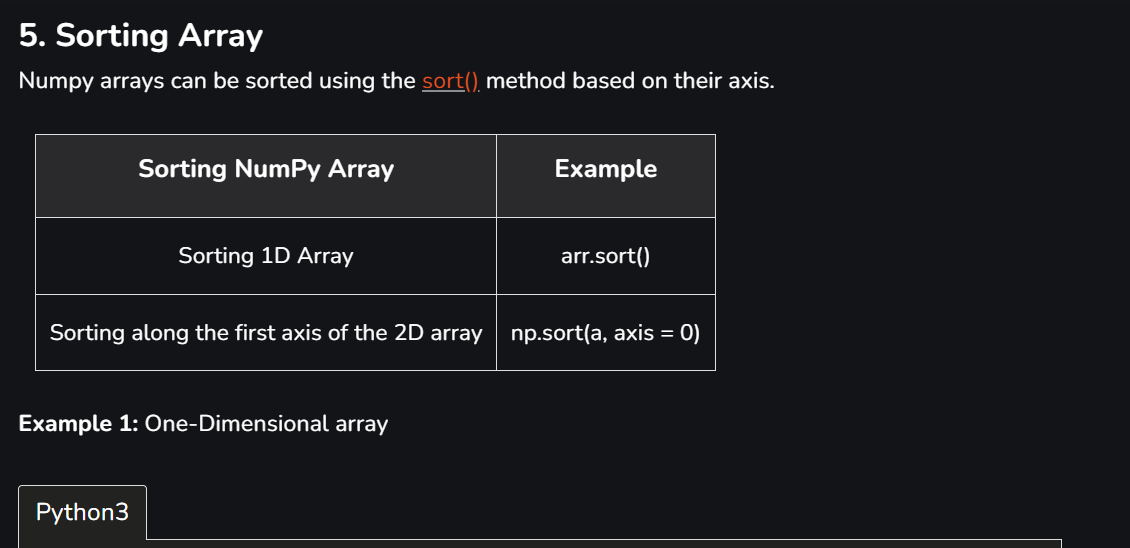 5. Sorting Array
Numpy arrays can be sorted using the sort() method based on their axis.
Sorting NumPy Array
Example
Sorting 1D Array
arr.sort()
Sorting along the first axis of the 2D array
np.sort(a, axis = 0)
Example 1: One-Dimensional array
Python3